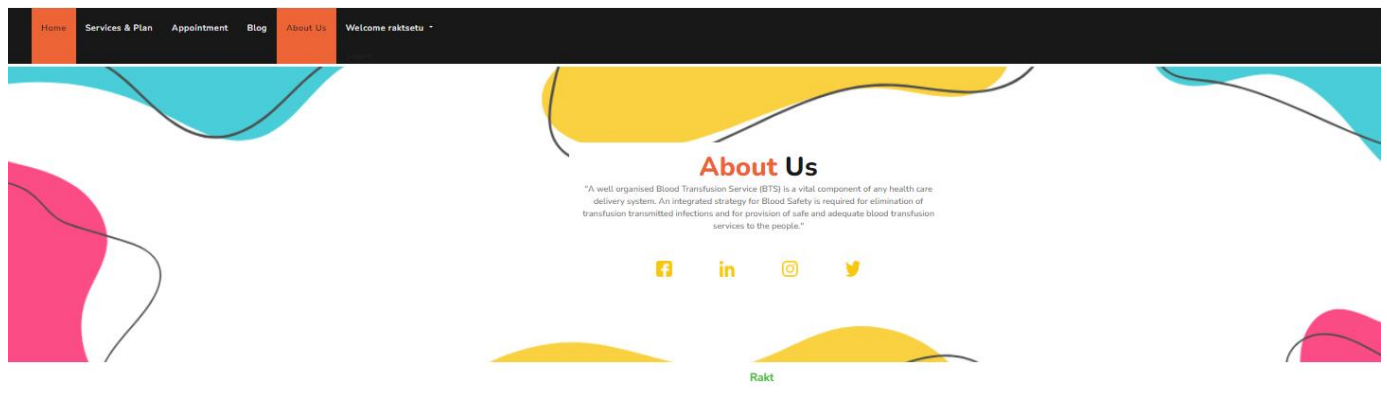 Home Services & Plan Appointment Blog About Us Welcome raktsetu
About Us
"A well organised Blood Transfusion Service (BTS) is a vital component of any health care
delivery system. An integrated strategy for Blood Safety is required for elimination of
transfusion transmitted infections and for provision of safe and adequate blood transfusion
services to the people."
Rakt